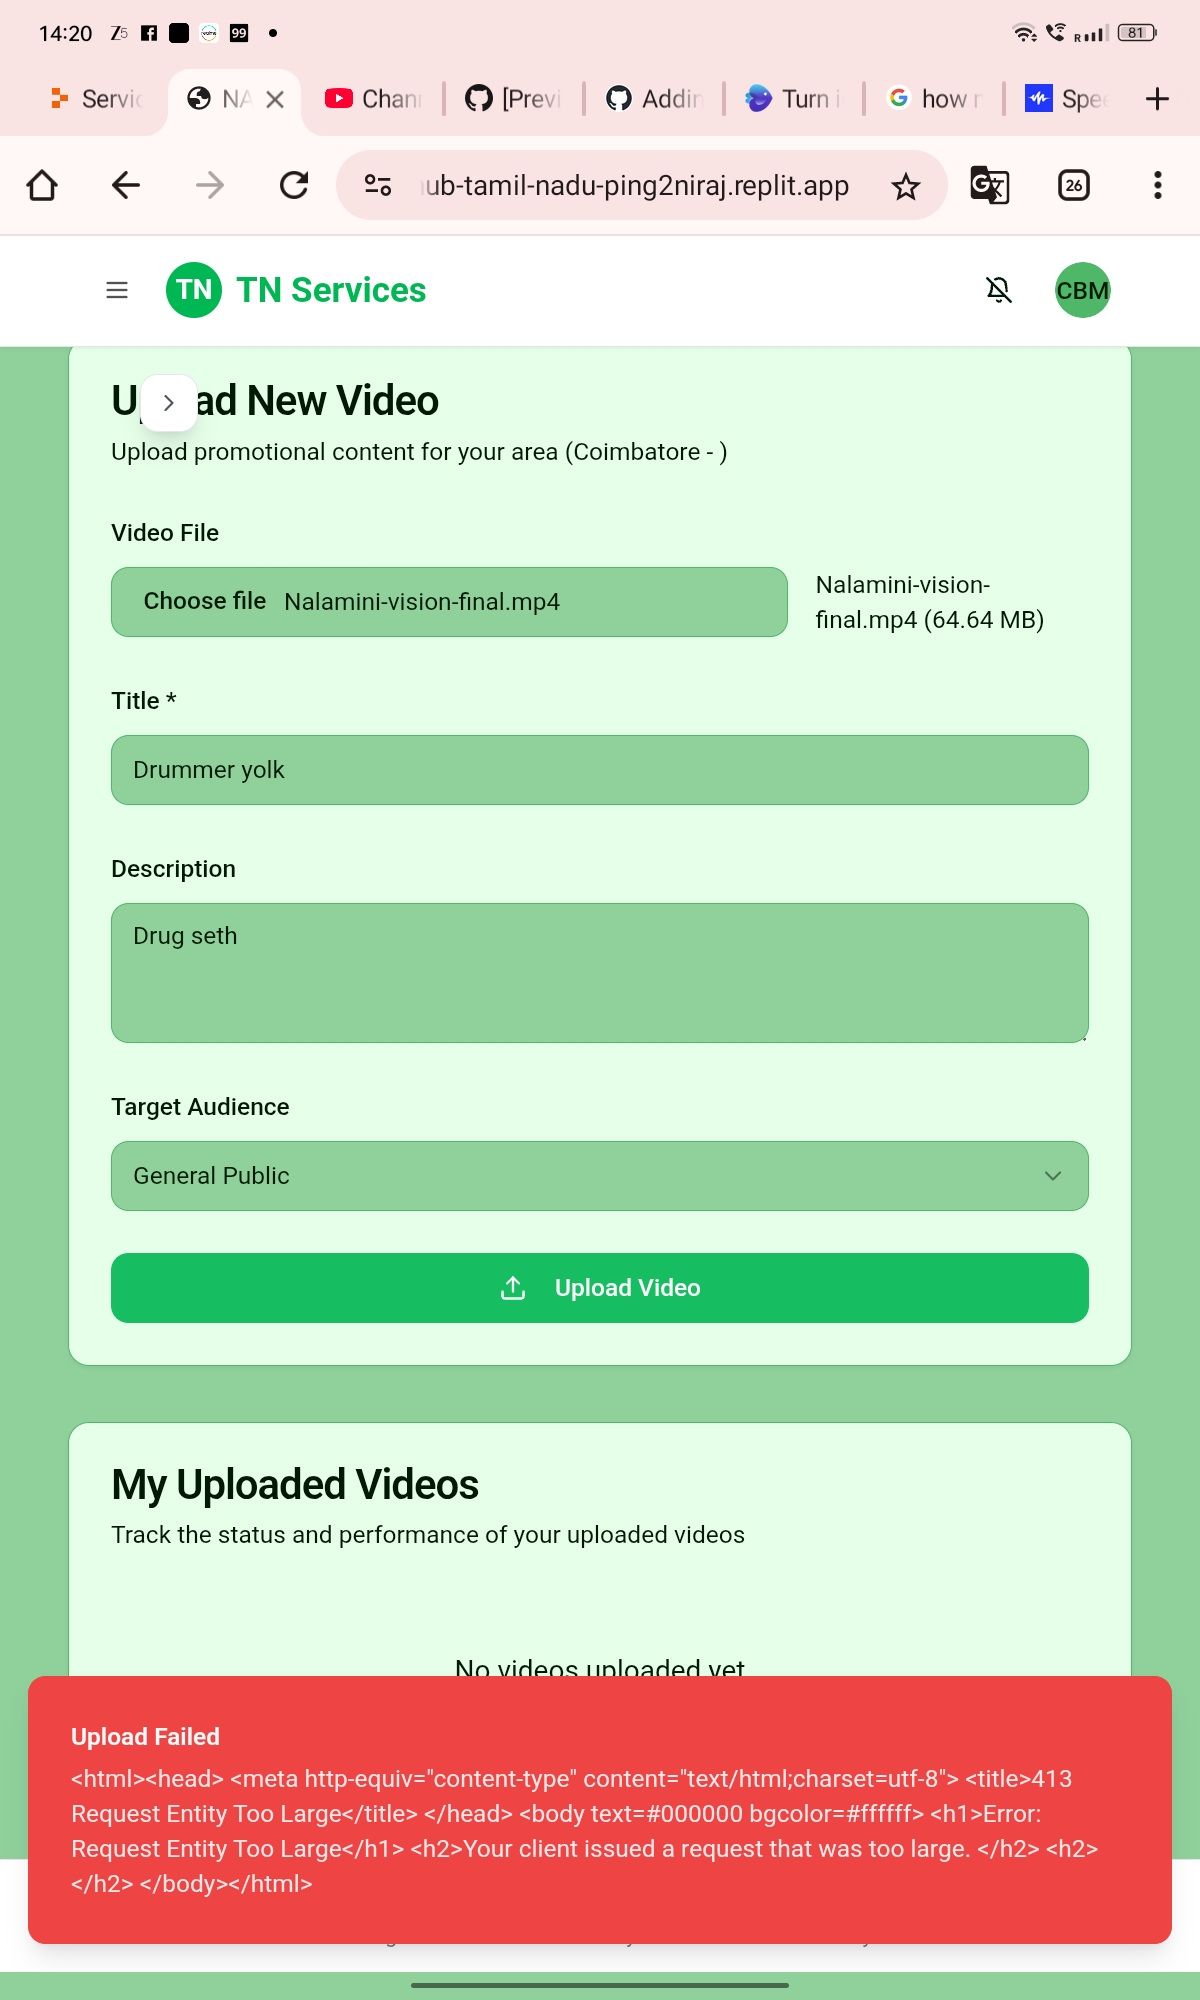 14:20 Z5 99 R 81
Servic NA Chan [Previ Addin Turn i how r Spee
ub-tamil-nadu-ping2niraj.replit.app 26
TN TN Services CBM
Upload New Video
Upload promotional content for your area (Coimbatore - )
Video File
Choose file Nalamini-vision-final.mp4
Nalamini-vision-
final.mp4 (64.64 MB)
Title *
Drummer yolk
Description
Drug seth
Target Audience
General Public
Upload Video
My Uploaded Videos
Track the status and performance of your uploaded videos
No videos uploaded yet
Upload Failed
<html><head> <meta http-equiv="content-type" content="text/html;charset=utf-8"> <title>413
Request Entity Too Large</title> </head> <body text=#000000 bgcolor=#ffffff> <h1>Error:
Request Entity Too Large</h1> <h2>Your client issued a request that was too large. </h2> <h2>
</h2> </body></html>